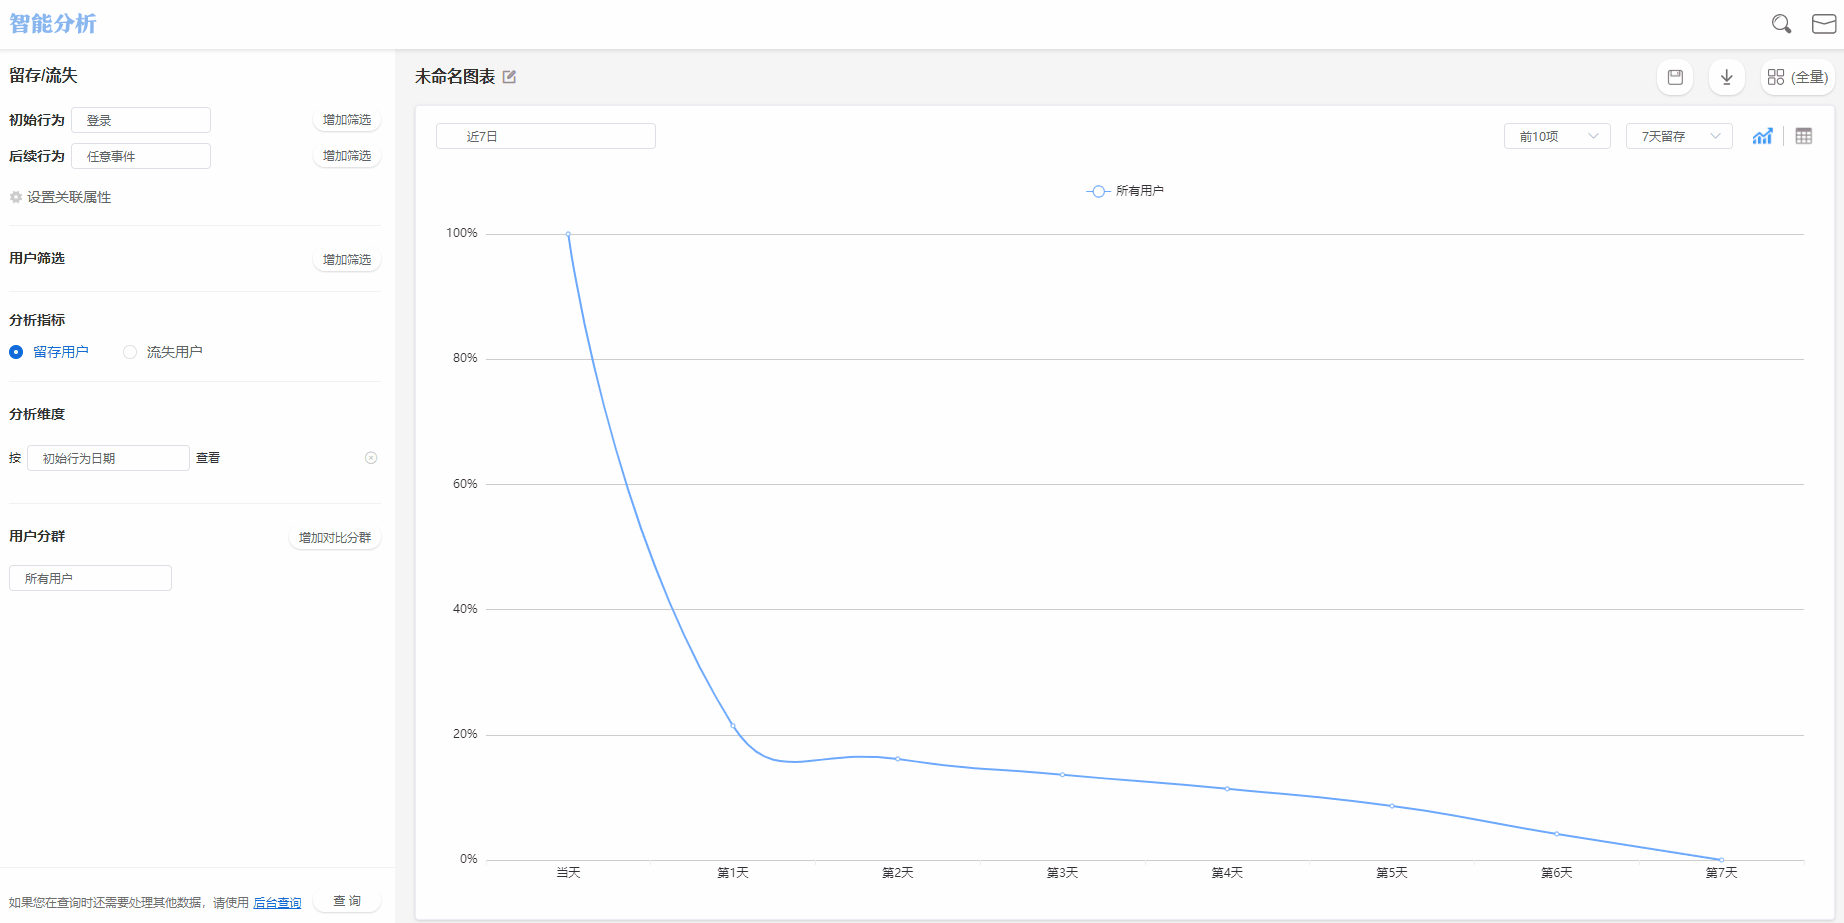 智能分析
留存/流失
初始行为 登录 增加筛选
后续行为 任意事件 增加筛选
设置关联属性
用户筛选 增加筛选
分析指标
留存用户 流失用户
分析维度
按 初始行为日期 查看
用户分群 增加对比分群
所有用户
如果您在查询时还需要处理其他数据，请使用 后台查询 查 询
未命名图表 (全量)
近7日 前10项 7天留存
所有用户
100%
80%
60%
40%
20%
0%
当天 第1天 第2天 第3天 第4天 第5天 第6天 第7天